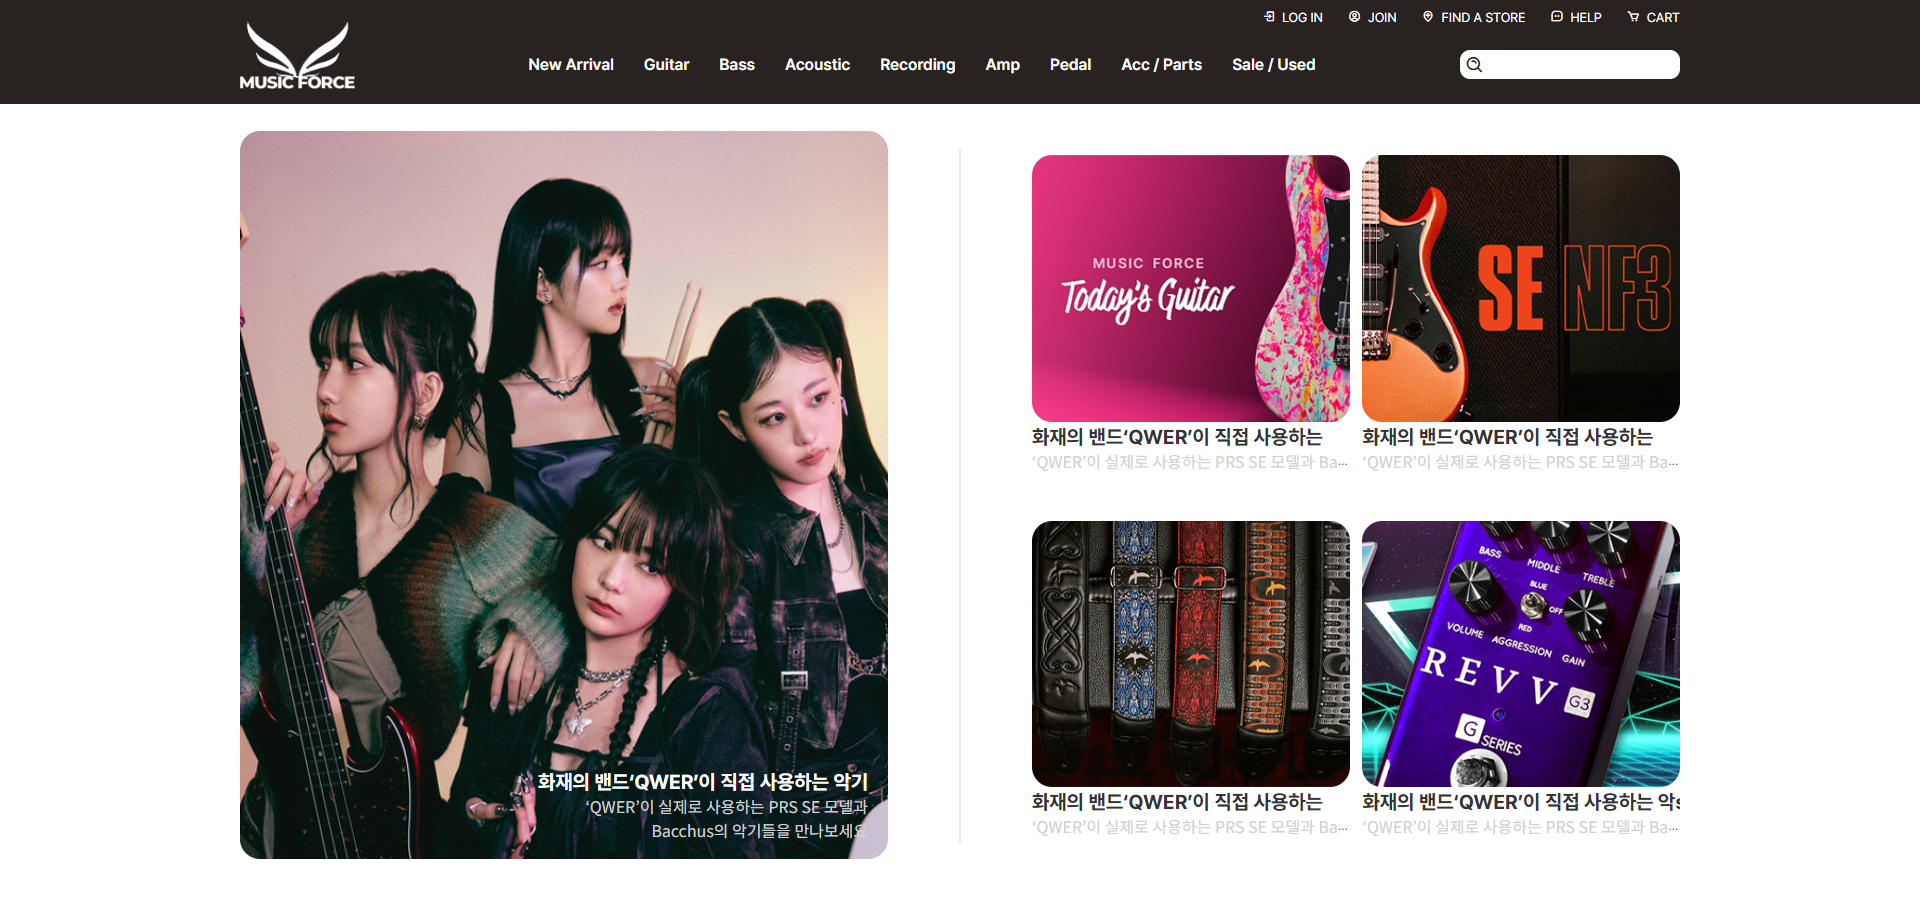 LOG IN
JOIN
FIND A STORE
HELP
CART
MUSIC FORCE
New Arrival
Guitar
Bass
Acoustic
Recording
Amp
Pedal
Acc / Parts
Sale / Used
화재의 밴드‘QWER’이 직접 사용하는 악기
‘QWER’이 실제로 사용하는 PRS SE 모델과
Bacchus의 악기들을 만나보세요
MUSIC FORCE
Today's Guitar
SE NF3
화재의 밴드‘QWER’이 직접 사용하는
‘QWER’이 실제로 사용하는 PRS SE 모델과 Ba...
화재의 밴드‘QWER’이 직접 사용하는
‘QWER’이 실제로 사용하는 PRS SE 모델과 Ba...
BASS
MIDDLE
TREBLE
BLUE
OFF
RED
VOLUME
AGGRESSION
GAIN
REVV
G3
G SERIES
화재의 밴드‘QWER’이 직접 사용하는
‘QWER’이 실제로 사용하는 PRS SE 모델과 Ba...
화재의 밴드‘QWER’이 직접 사용하는 악s
‘QWER’이 실제로 사용하는 PRS SE 모델과 Ba...